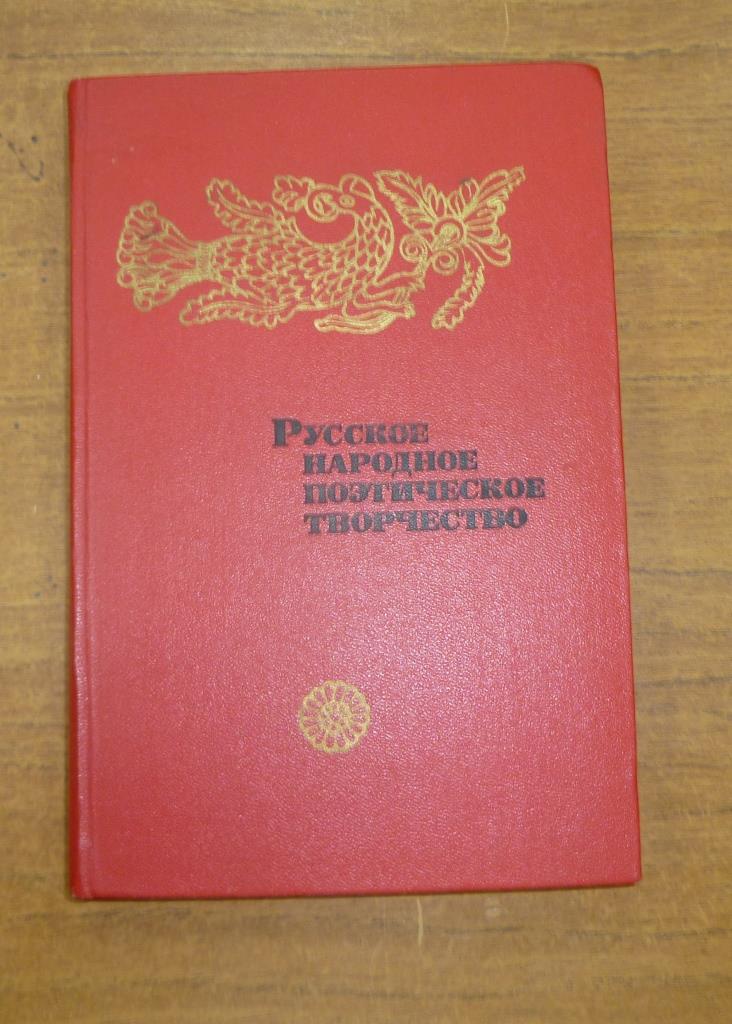 Русское
народное
поэтическое
творчество